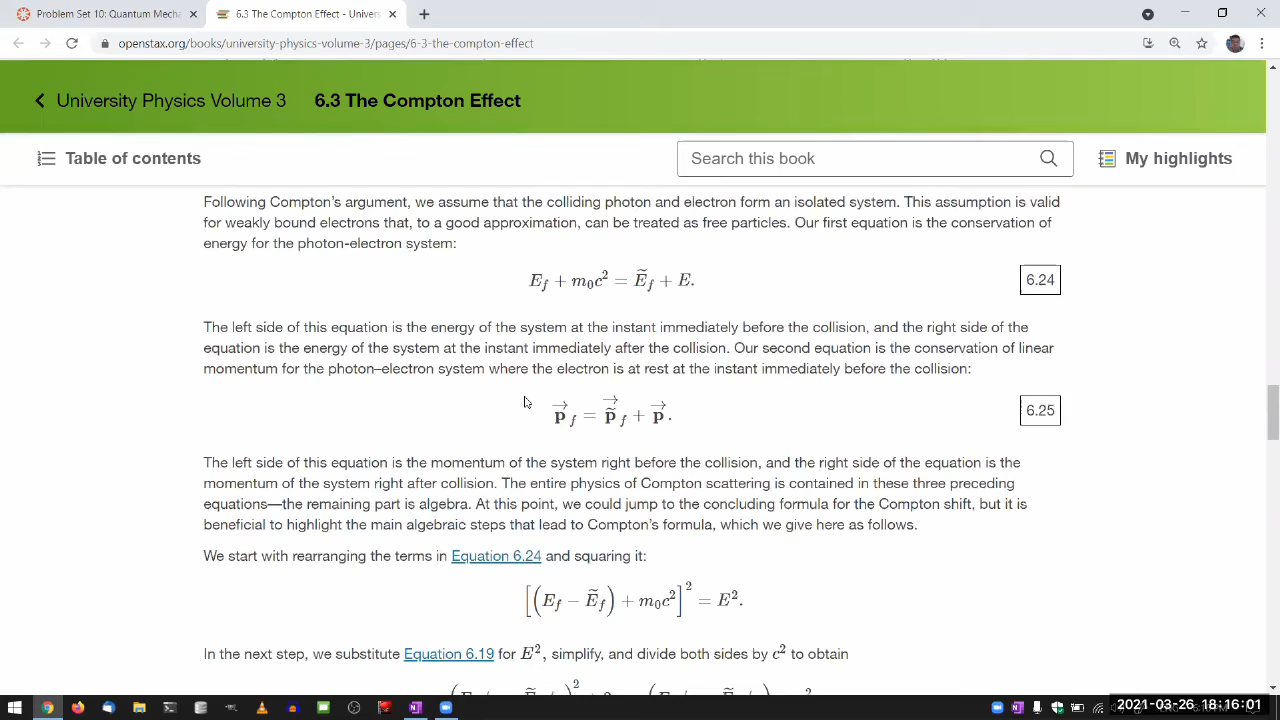 Problem Set 10: Quantum Mecha
6.3 The Compton Effect - Univers
openstax.org/books/university-physics-volume-3/pages/6-3-the-compton-effect
University Physics Volume 3 6.3 The Compton Effect
Table of contents
Search this book
My highlights
Following Compton's argument, we assume that the colliding photon and electron form an isolated system. This assumption is valid
for weakly bound electrons that, to a good approximation, can be treated as free particles. Our first equation is the conservation of
energy for the photon-electron system:
E_f + m_0c^2 = \widetilde{E}_f + E.
6.24
The left side of this equation is the energy of the system at the instant immediately before the collision, and the right side of the
equation is the energy of the system at the instant immediately after the collision. Our second equation is the conservation of linear
momentum for the photon–electron system where the electron is at rest at the instant immediately before the collision:
\vec{p}_f = \vec{\widetilde{p}}_f + \vec{p}.
6.25
The left side of this equation is the momentum of the system right before the collision, and the right side of the equation is the
momentum of the system right after collision. The entire physics of Compton scattering is contained in these three preceding
equations—the remaining part is algebra. At this point, we could jump to the concluding formula for the Compton shift, but it is
beneficial to highlight the main algebraic steps that lead to Compton's formula, which we give here as follows.
We start with rearranging the terms in Equation 6.24 and squaring it:
[(E_f − \widetilde{E}_f) + m_0c^2]^2 = E^2.
In the next step, we substitute Equation 6.19 for E^2, simplify, and divide both sides by c^2 to obtain
2021-03-26 18:16:01